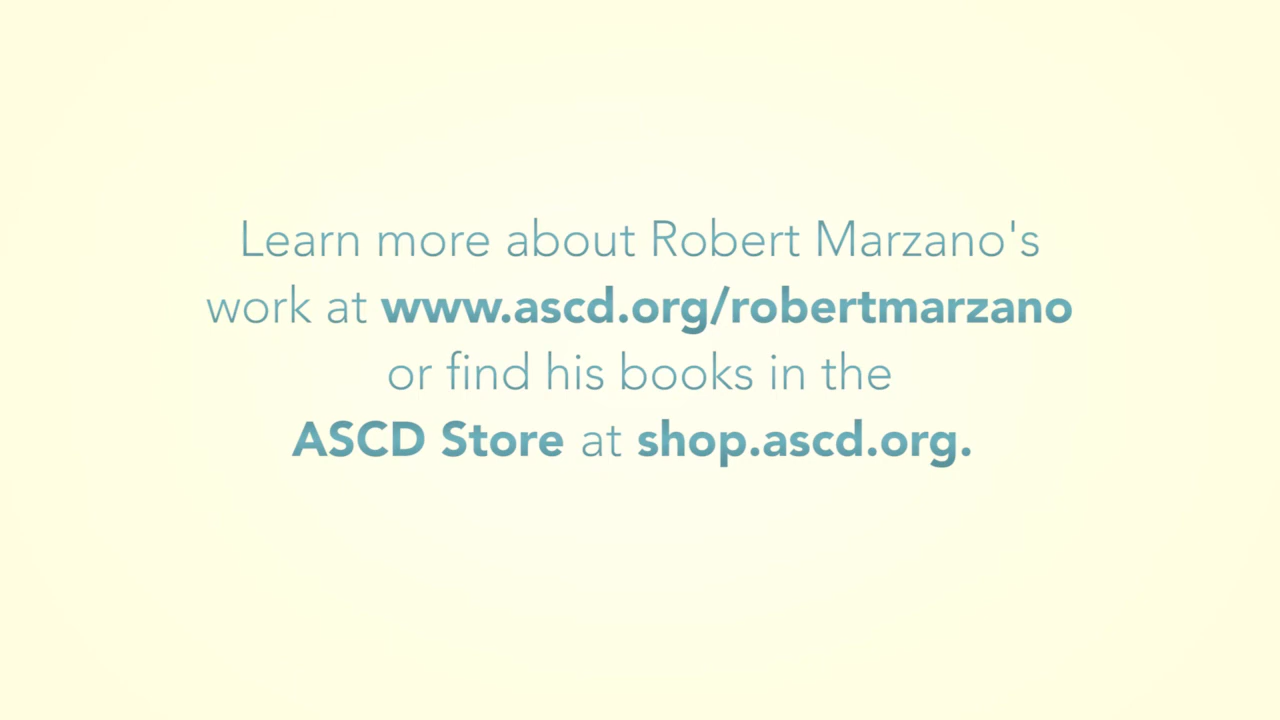 Learn more about Robert Marzano's
work at www.ascd.org/robertmarzano
or find his books in the
ASCD Store at shop.ascd.org.